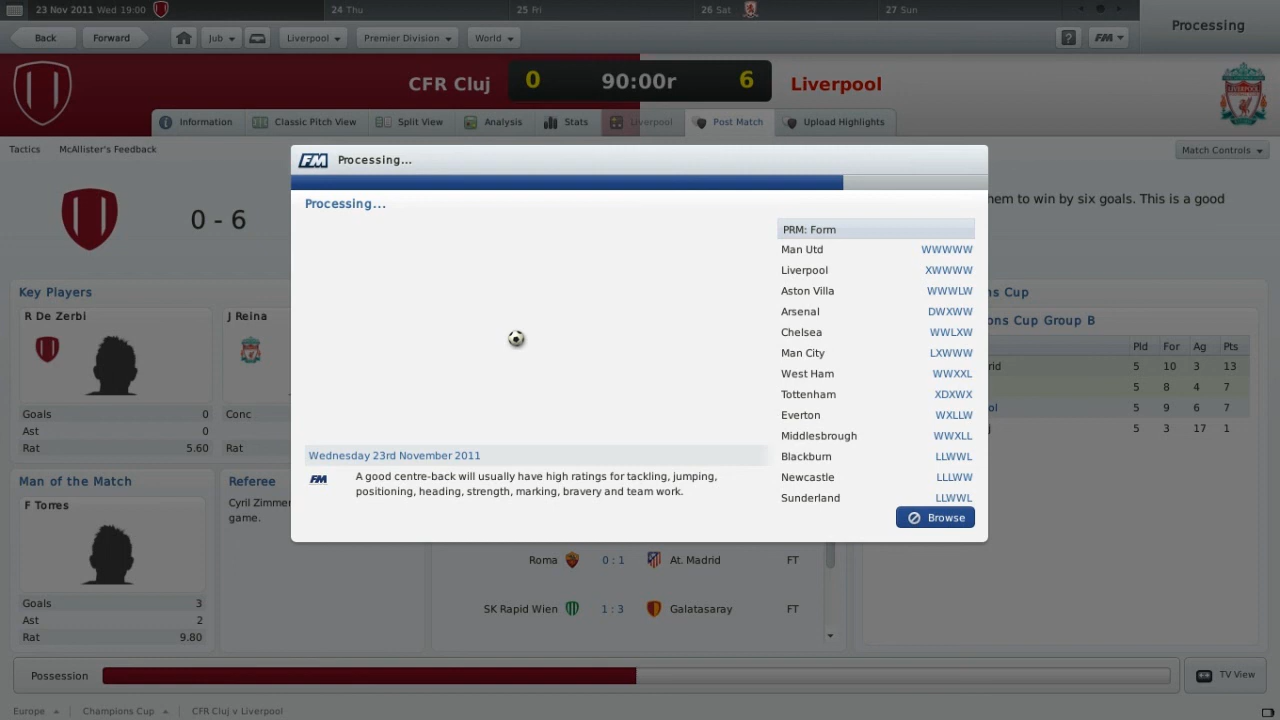 23 Nov 2011 Wed 19:00
24 Thu
25 Fri
26 Sat
27 Sun
Processing
Back
Forward
Job
Liverpool
Premier Division
World
?
FM
CFR Cluj
0
90:00r
6
Liverpool
Information
Classic Pitch View
Split View
Analysis
Stats
Liverpool
Post Match
Upload Highlights
Tactics
McAllister's Feedback
Match Controls
0 - 6
them to win by six goals. This is a good
FM Processing...
Processing...
PRM: Form
Man Utd WWWWW
Liverpool XWWWW
Aston Villa WWWLW
Arsenal DWXWW
Chelsea WWLXW
Man City LXWWW
West Ham WWXXL
Tottenham XDXWX
Everton WXLLW
Middlesbrough WWXLL
Blackburn LLWWL
Newcastle LLLWW
Sunderland LLWWL
Wednesday 23rd November 2011
FM
A good centre-back will usually have high ratings for tackling, jumping,
positioning, heading, strength, marking, bravery and team work.
Browse
Key Players
R De Zerbi
Goals 0
Ast 0
Rat 5.60
J Reina
Conc
Rat
Man of the Match
F Torres
Goals 3
Ast 2
Rat 9.80
Referee
Cyril Zimmer
game.
Roma 0 : 1 At. Madrid FT
SK Rapid Wien 1 : 3 Galatasaray FT
ns Cup
ons Cup Group B
Pld For Ag Pts
rid 5 10 3 13
5 8 4 7
ol 5 9 6 7
j 5 3 17 1
Possession
TV View
Europe
Champions Cup
CFR Cluj v Liverpool